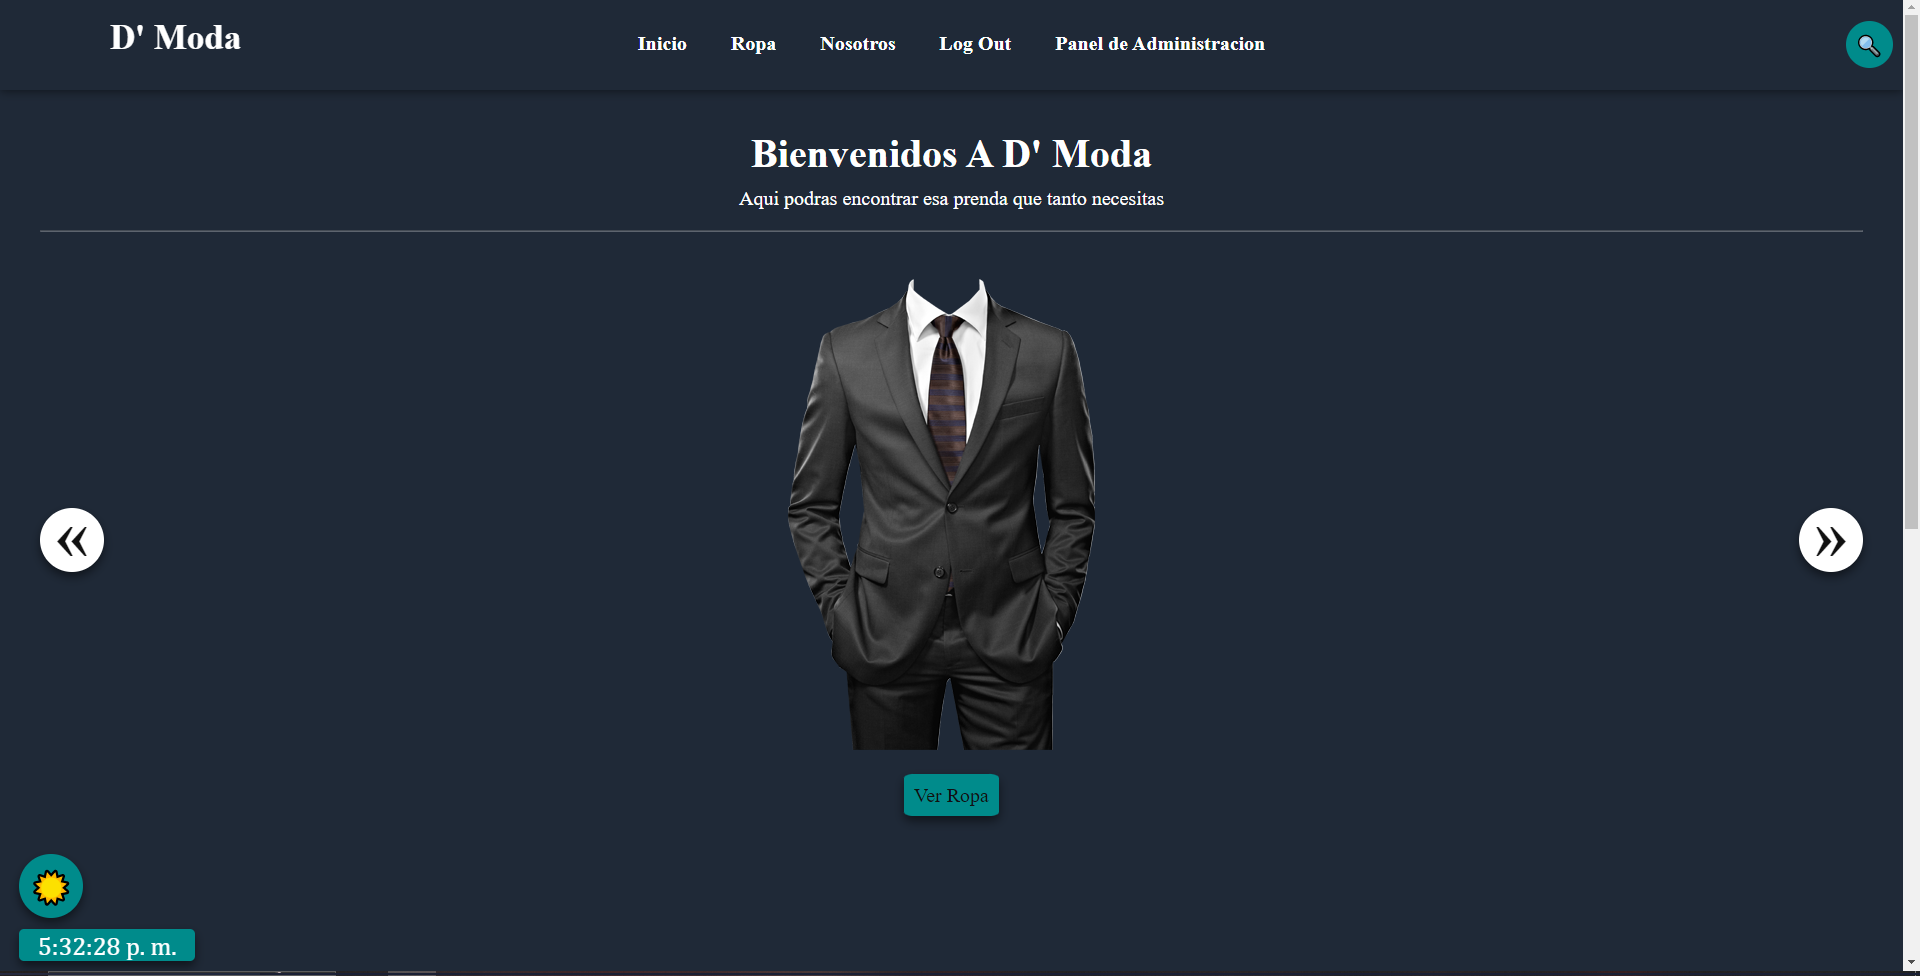 D' Moda
Inicio
Ropa
Nosotros
Log Out
Panel de Administracion
Bienvenidos A D' Moda
Aqui podras encontrar esa prenda que tanto necesitas
«
»
Ver Ropa
5:32:28 p. m.